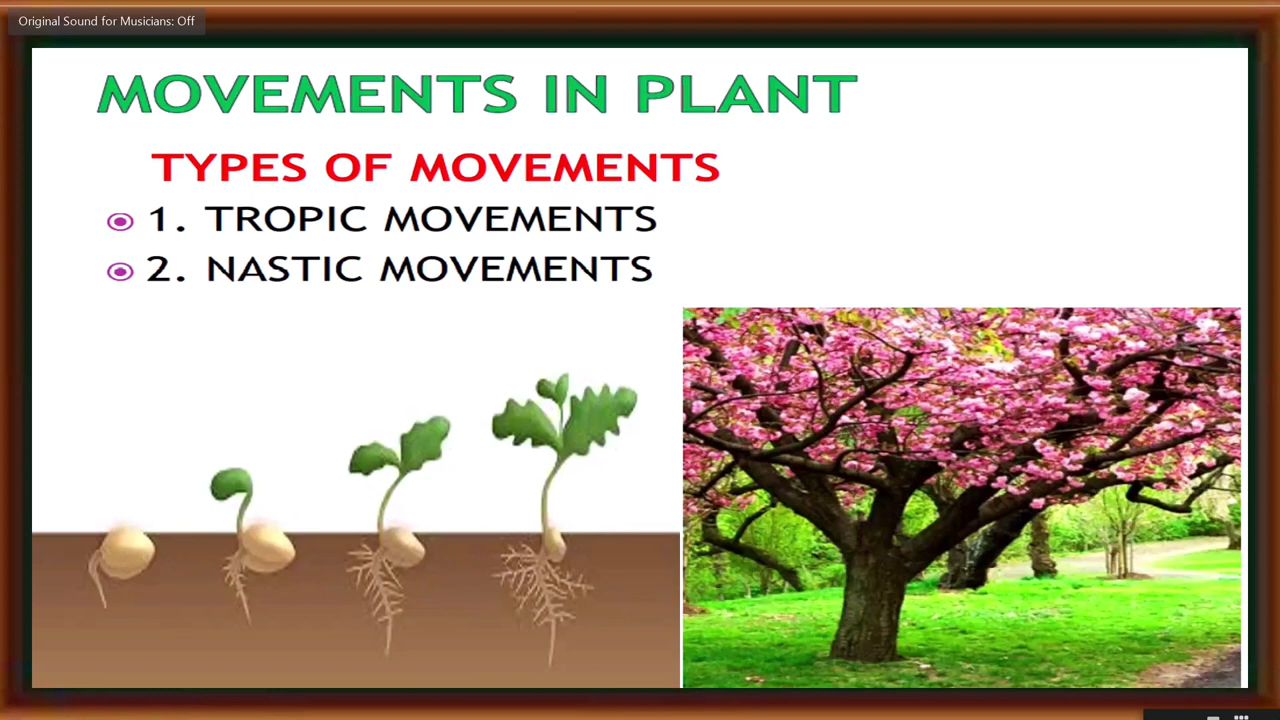 Original Sound for Musicians: Off
MOVEMENTS IN PLANT
TYPES OF MOVEMENTS
1. TROPIC MOVEMENTS
2. NASTIC MOVEMENTS